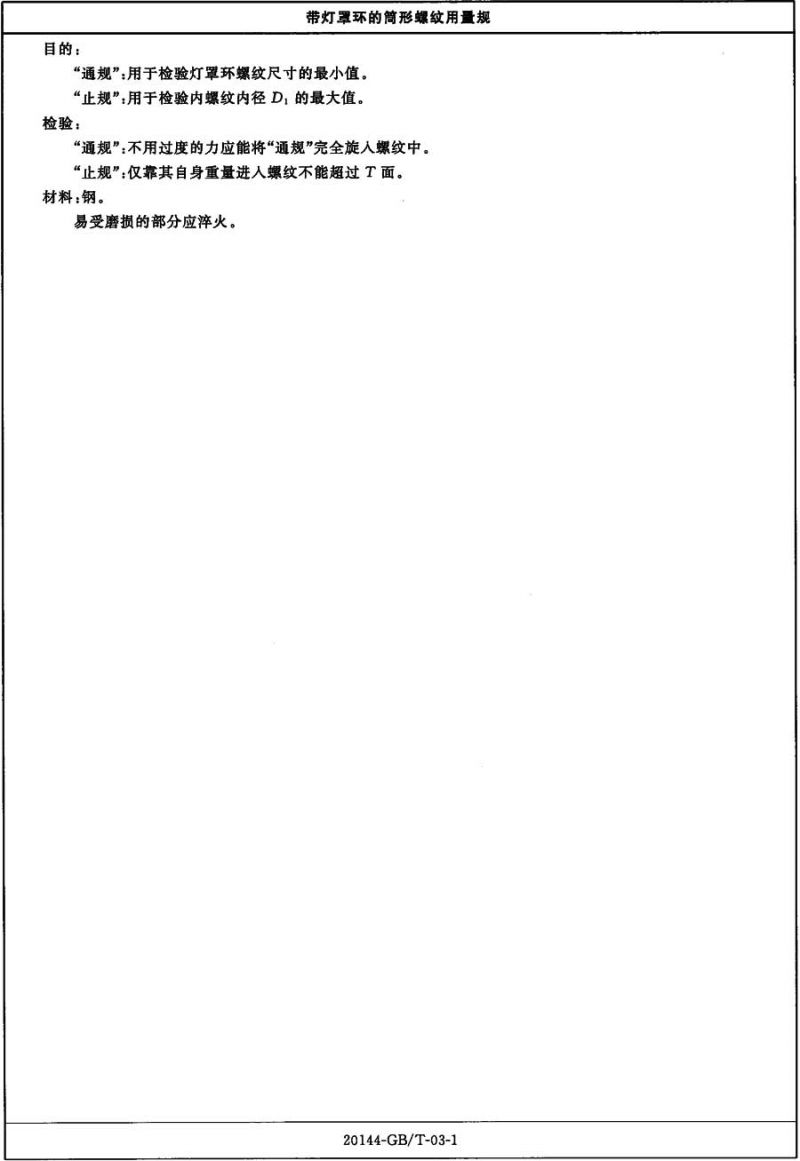 带灯罩环的筒形螺纹用量规
目的：
“通规”：用于检验灯罩环螺纹尺寸的最小值。
“止规”：用于检验内螺纹内径 D₁ 的最大值。
检验：
“通规”：不用过度的力应能将“通规”完全旋入螺纹中。
“止规”：仅靠其自身重量进入螺纹不能超过 T 面。
材料：钢。
易受磨损的部分应淬火。
20144-GB/T-03-1